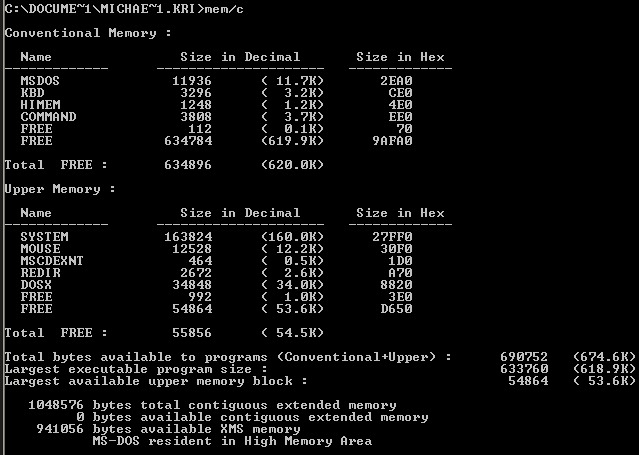 C:\DOCUME~1\MICHAE~1.KRI>mem/c
Conventional Memory :
Name Size in Decimal Size in Hex
MSDOS 11936 ( 11.7K) 2EA0
KBD 3296 ( 3.2K) CE0
HIMEM 1248 ( 1.2K) 4E0
COMMAND 3808 ( 3.7K) EE0
FREE 112 ( 0.1K) 70
FREE 634784 (619.9K) 9AFA0
Total FREE : 634896 (620.0K)
Upper Memory :
Name Size in Decimal Size in Hex
SYSTEM 163824 (160.0K) 27FF0
MOUSE 12528 ( 12.2K) 30F0
MSCDEXNT 464 ( 0.5K) 1D0
REDIR 2672 ( 2.6K) A70
DOSX 34848 ( 34.0K) 8820
FREE 992 ( 1.0K) 3E0
FREE 54864 ( 53.6K) D650
Total FREE : 55856 ( 54.5K)
Total bytes available to programs (Conventional+Upper) : 690752 (674.6K)
Largest executable program size : 633760 (618.9K)
Largest available upper memory block : 54864 ( 53.6K)
1048576 bytes total contiguous extended memory
0 bytes available contiguous extended memory
941056 bytes available XMS memory
MS-DOS resident in High Memory Area